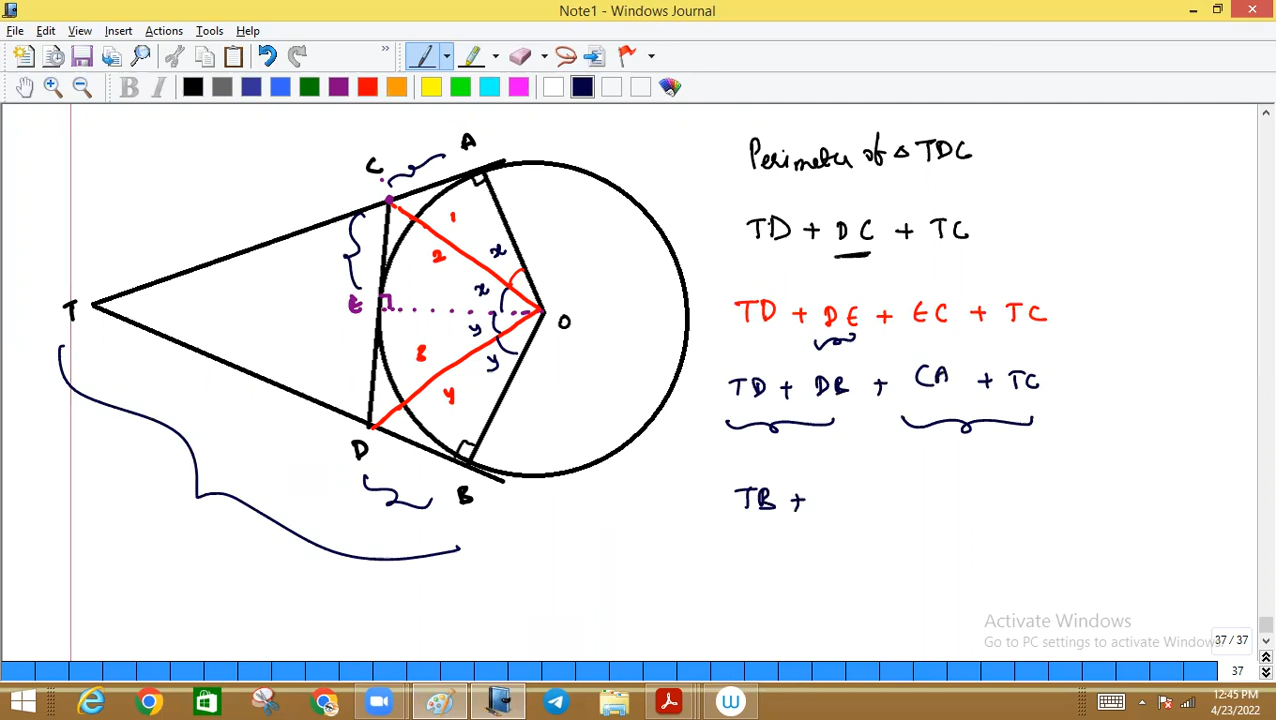 Note1 - Windows Journal
File Edit View Insert Actions Tools Help
A
C
Perimeter of △ TDC
1
TD + DC + TC
x
2
x
T
E
O
TD + DE + EC + TC
y
3
y
TD + DB + CA + TC
4
D
B
TB +
Activate Windows
Go to PC settings to activate Windows.
37 / 37
37
12:45 PM
4/23/2022